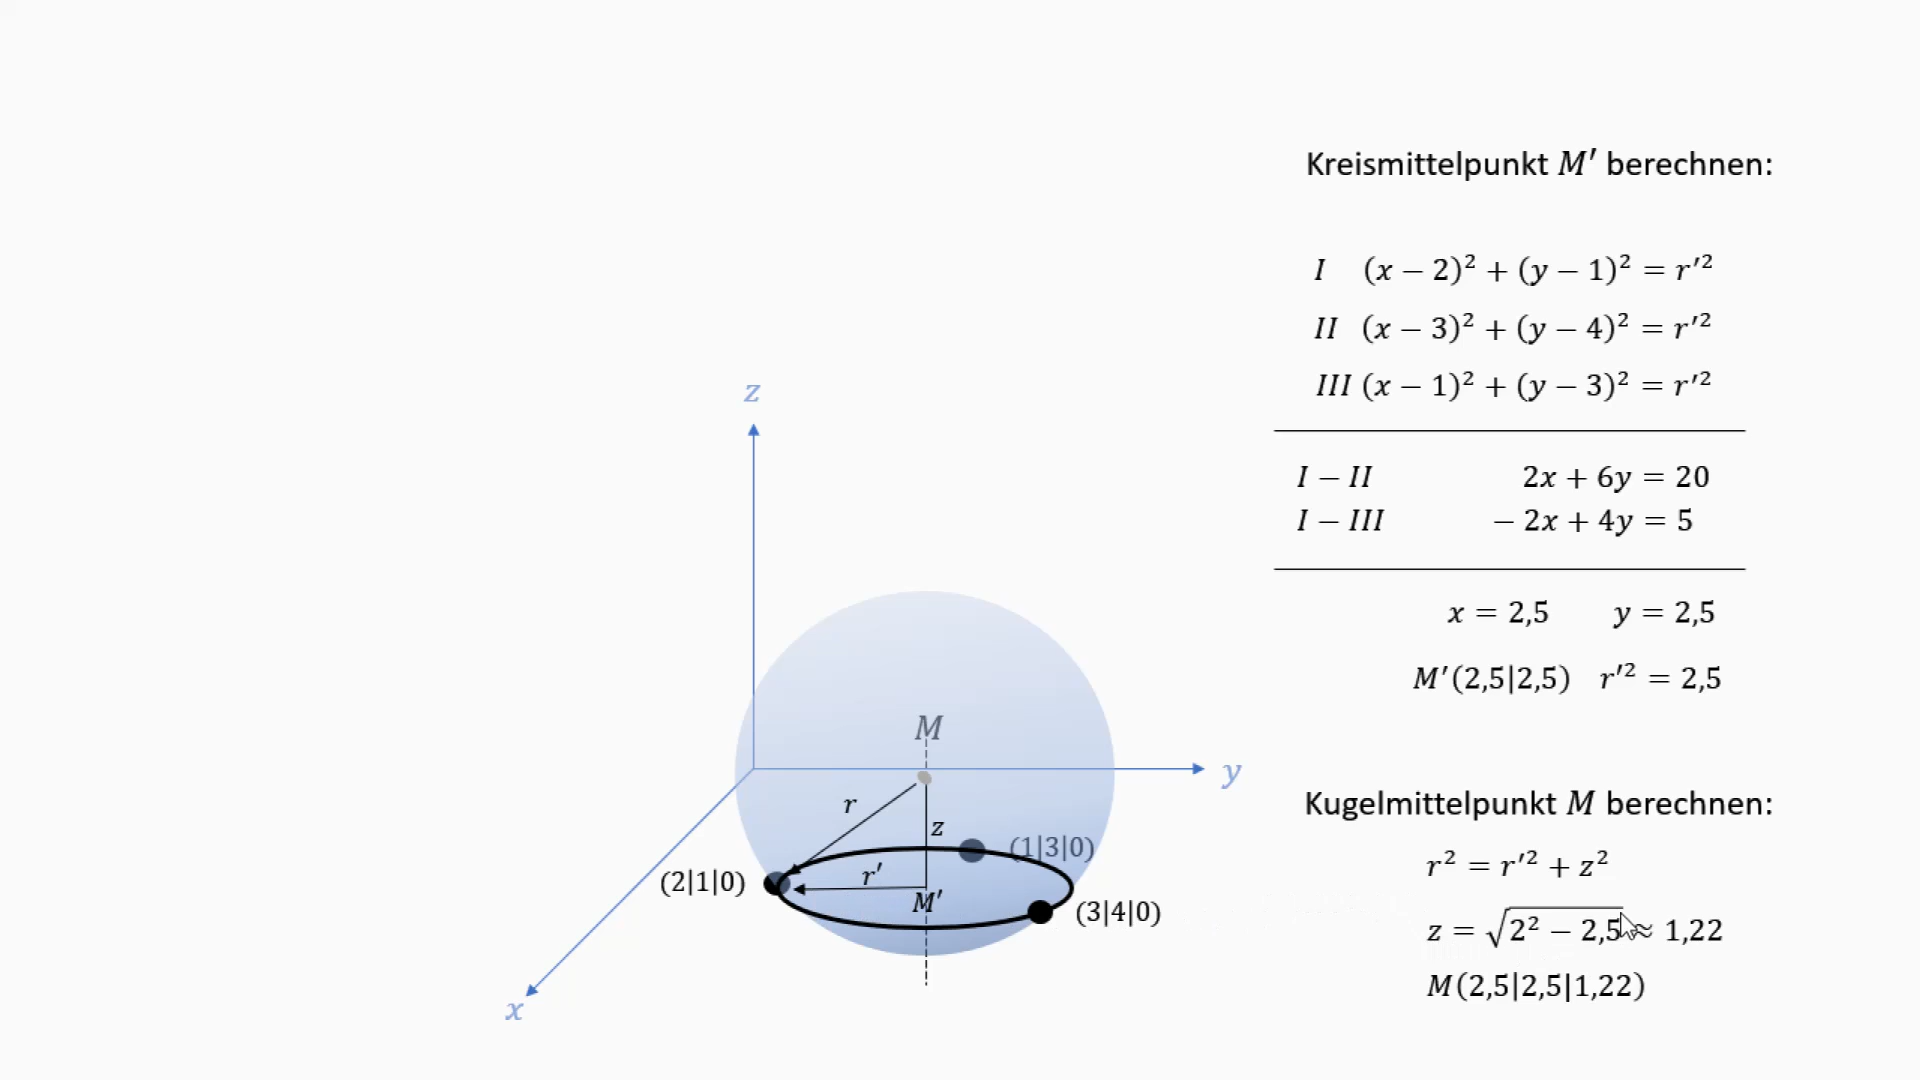 Kreismittelpunkt M′ berechnen:
I (x − 2)² + (y − 1)² = r′²
II (x − 3)² + (y − 4)² = r′²
III (x − 1)² + (y − 3)² = r′²
I − II 2x + 6y = 20
I − III − 2x + 4y = 5
x = 2,5 y = 2,5
M′(2,5|2,5) r′² = 2,5
Kugelmittelpunkt M berechnen:
r² = r′² + z²
z = √2² − 2,5 ≈ 1,22
M(2,5|2,5|1,22)
z
M
y
r
z
(1|3|0)
r′
(2|1|0)
M′
(3|4|0)
x